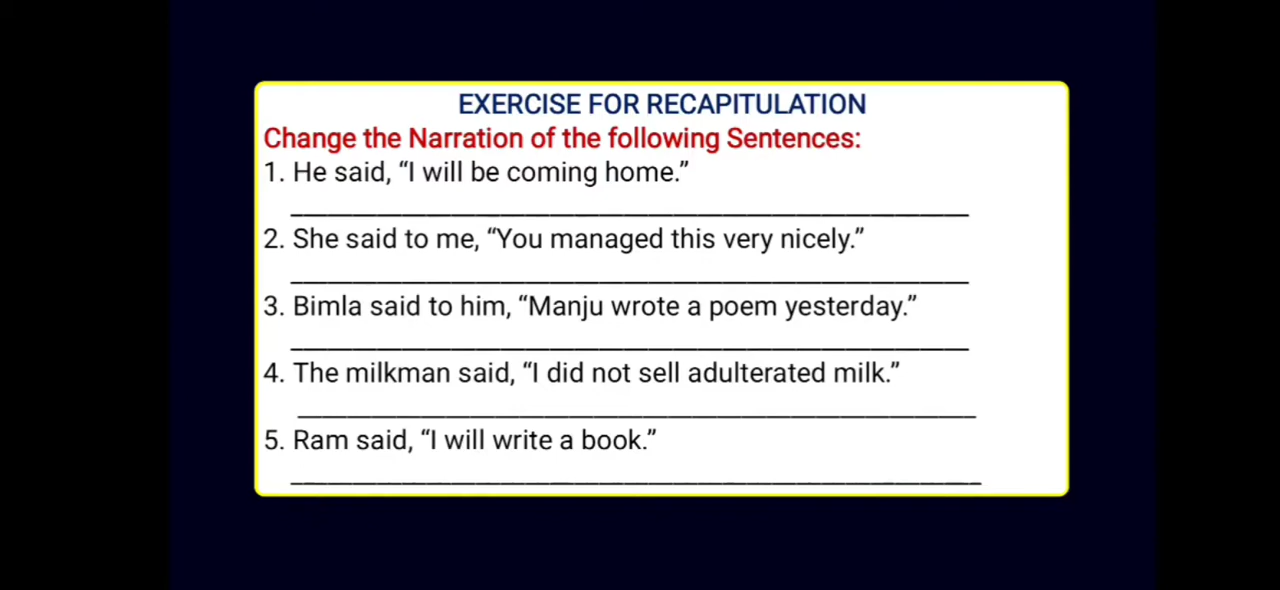 EXERCISE FOR RECAPITULATION
Change the Narration of the following Sentences:
1. He said, “I will be coming home.”
2. She said to me, “You managed this very nicely.”
3. Bimla said to him, “Manju wrote a poem yesterday.”
4. The milkman said, “I did not sell adulterated milk.”
5. Ram said, “I will write a book.”